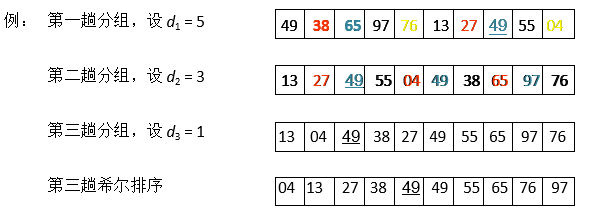 例： 第一趟分组，设 d₁ = 5 49 38 65 97 76 13 27 49 55 04
第二趟分组，设 d₂ = 3 13 27 49 55 04 49 38 65 97 76
第三趟分组，设 d₃ = 1 13 04 49 38 27 49 55 65 97 76
第三趟希尔排序 04 13 27 38 49 49 55 65 76 97